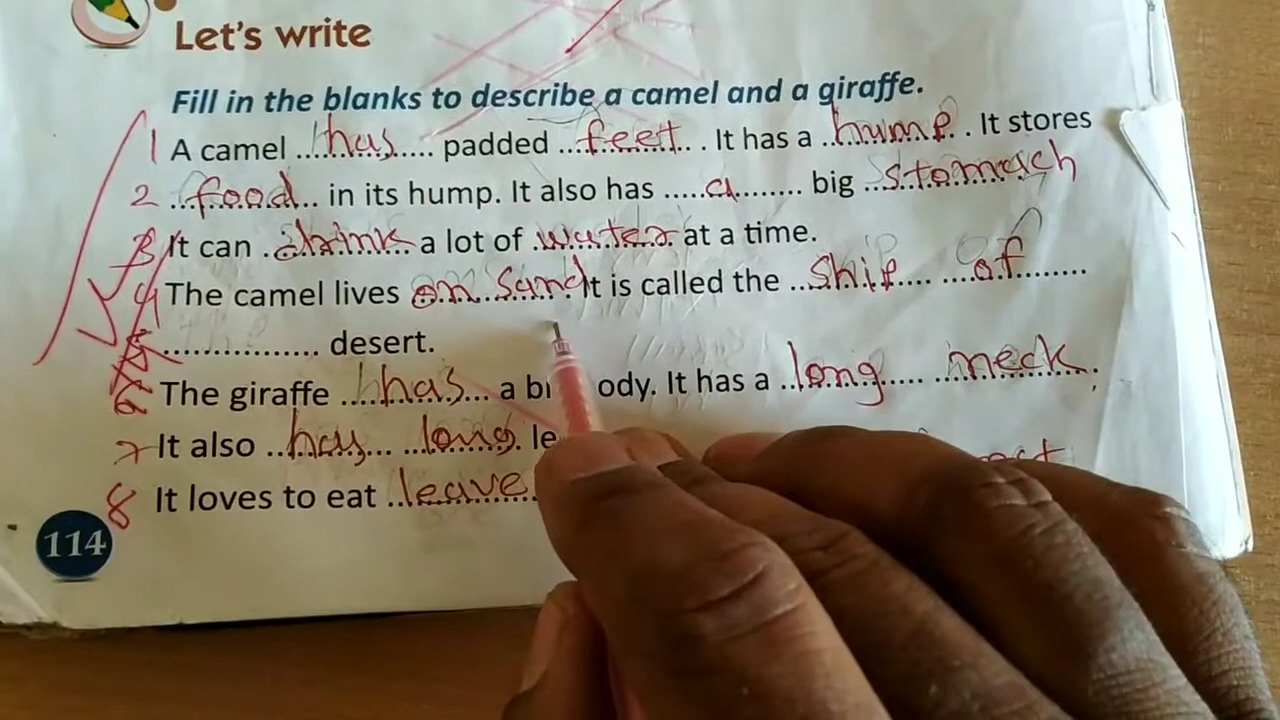 Let's write
Fill in the blanks to describe a camel and a giraffe.
1 A camel ...has... padded ...feet... . It has a ...hump... . It stores
2 ...food... in its hump. It also has ...a... big ...stomach
3 It can ...drink... a lot of ...water... at a time.
4 The camel lives on sand. It is called the ...ship... ...of...
5 ................ desert.
6 The giraffe ...has... a bi ody. It has a ...long... ...neck...
7 It also ...has... ...long... le
8 It loves to eat ...leave
114